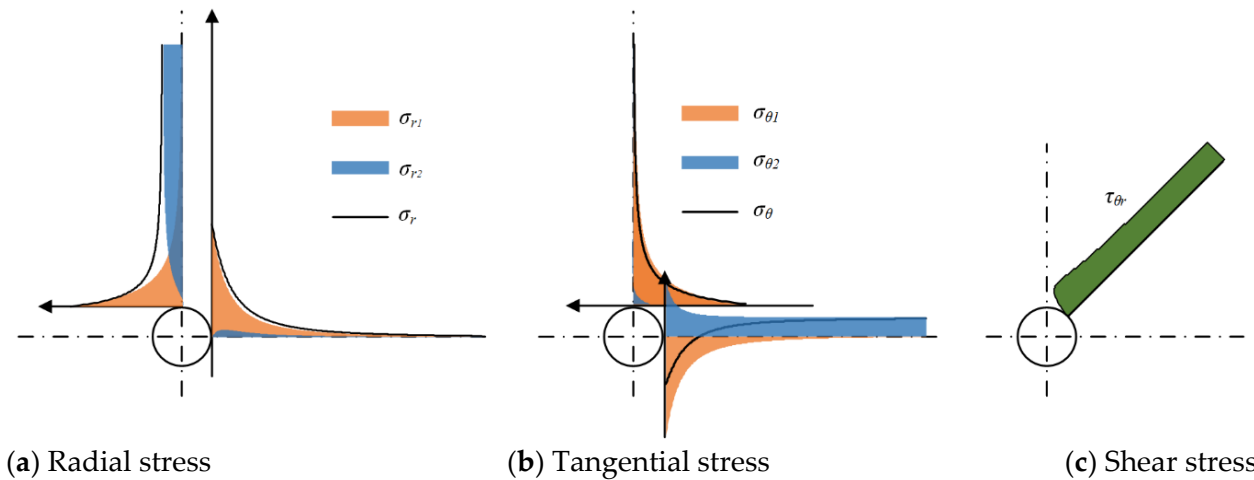 σr1
σr2
σr
σθ1
σθ2
σθ
τθr
(a) Radial stress
(b) Tangential stress
(c) Shear stress